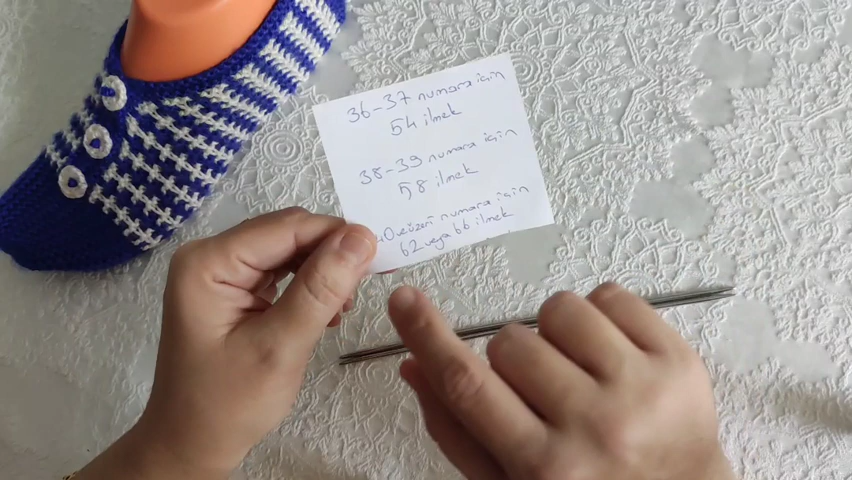 36-37 numara için
54 ilmek
38-39 numara için
58 ilmek
40 ve üzeri numara için
62 veya 66 ilmek